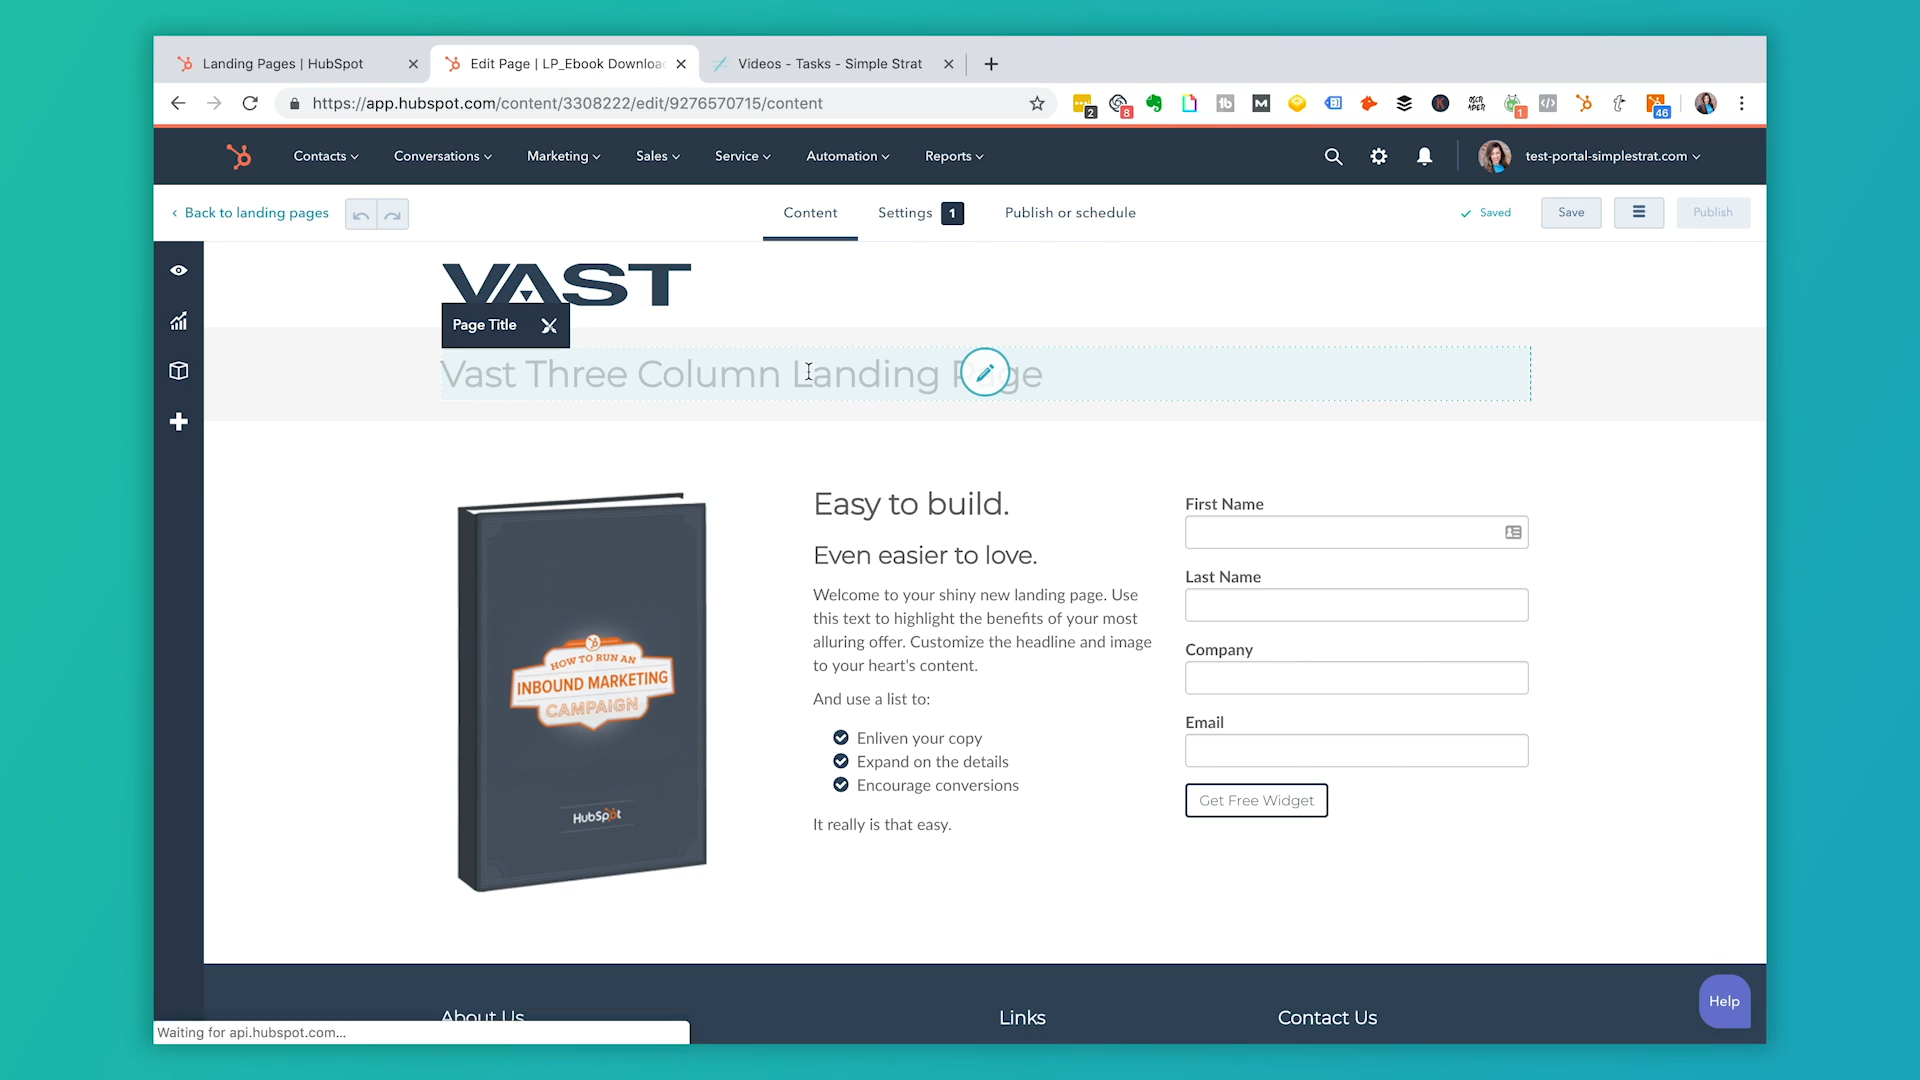 Landing Pages | HubSpot
Edit Page | LP_Ebook Downloa
Videos - Tasks - Simple Strat
https://app.hubspot.com/content/3308222/edit/9276570715/content
2
8
1
46
Contacts
Conversations
Marketing
Sales
Service
Automation
Reports
test-portal-simplestrat.com
Back to landing pages
Content
Settings 1
Publish or schedule
Saved
Save
Publish
VAST
Page Title
Vast Three Column Landing Page
HOW TO RUN AN
INBOUND MARKETING
CAMPAIGN
HubSpot
Easy to build.
Even easier to love.
Welcome to your shiny new landing page. Use
this text to highlight the benefits of your most
alluring offer. Customize the headline and image
to your heart's content.
And use a list to:
Enliven your copy
Expand on the details
Encourage conversions
It really is that easy.
First Name
Last Name
Company
Email
Get Free Widget
About Us
Links
Contact Us
Help
Waiting for api.hubspot.com...